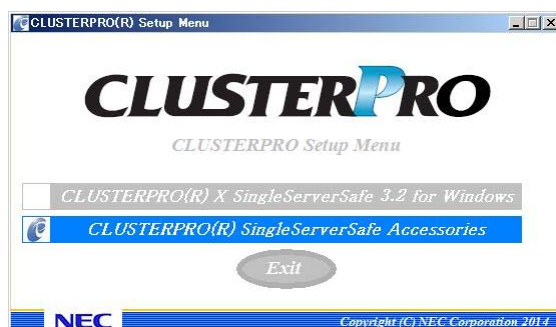 CLUSTERPRO(R) Setup Menu
CLUSTERPRO
CLUSTERPRO Setup Menu
CLUSTERPRO(R) X SingleServerSafe 3.2 for Windows
CLUSTERPRO(R) SingleServerSafe Accessories
Exit
NEC
Copyright (C) NEC Corporation 2014